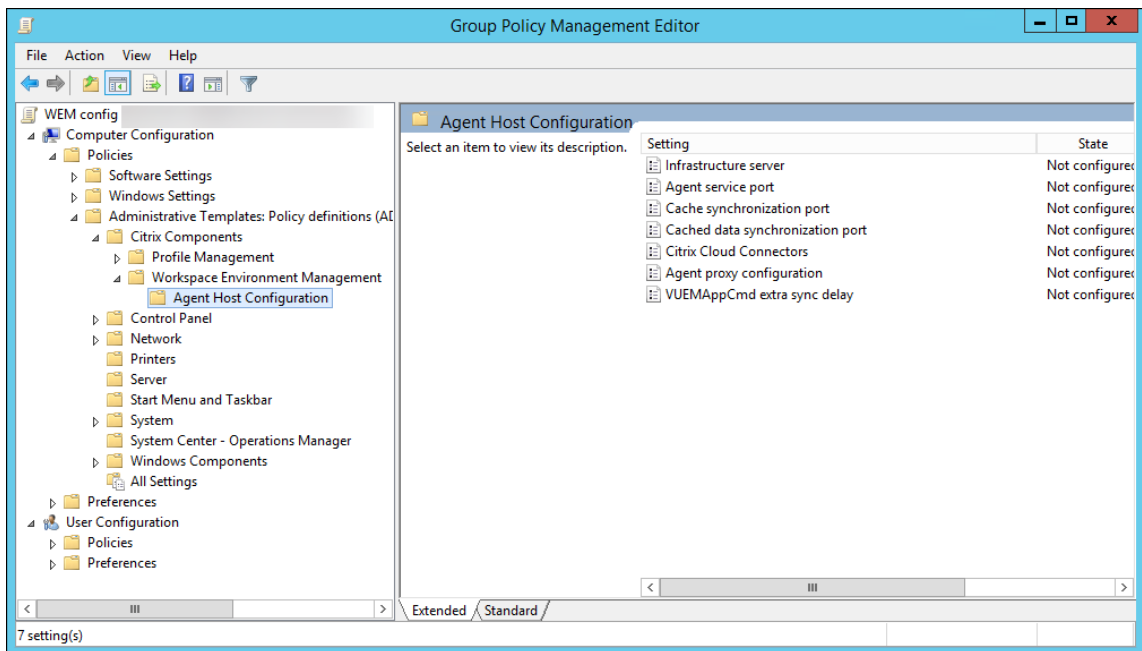 Group Policy Management Editor
File Action View Help
WEM config
Computer Configuration
Policies
Software Settings
Windows Settings
Administrative Templates: Policy definitions (AD
Citrix Components
Profile Management
Workspace Environment Management
Agent Host Configuration
Control Panel
Network
Printers
Server
Start Menu and Taskbar
System
System Center - Operations Manager
Windows Components
All Settings
Preferences
User Configuration
Policies
Preferences
Agent Host Configuration
Select an item to view its description.
Setting State
Infrastructure server Not configured
Agent service port Not configured
Cache synchronization port Not configured
Cached data synchronization port Not configured
Citrix Cloud Connectors Not configured
Agent proxy configuration Not configured
VUEMAppCmd extra sync delay Not configured
Extended Standard
7 setting(s)